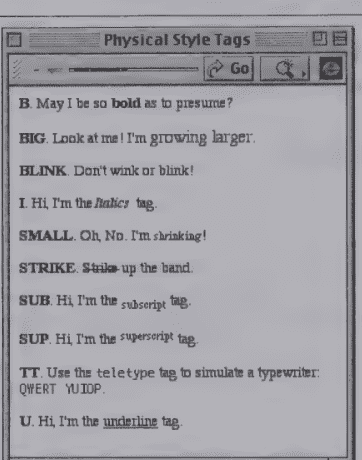 Physical Style Tags
Go
B. May I be so bold as to presume?
BIG. Look at me! I'm growing larger.
BLINK. Don't wink or blink!
I. Hi, I'm the Italics tag.
SMALL. Oh, No. I'm shrinking!
STRIKE. Strike up the band.
SUB. Hi, I'm the subscript tag.
SUP. Hi, I'm the superscript tag.
TT. Use the teletype tag to simulate a typewriter:
QWERT YUIOP.
U. Hi, I'm the underline tag.